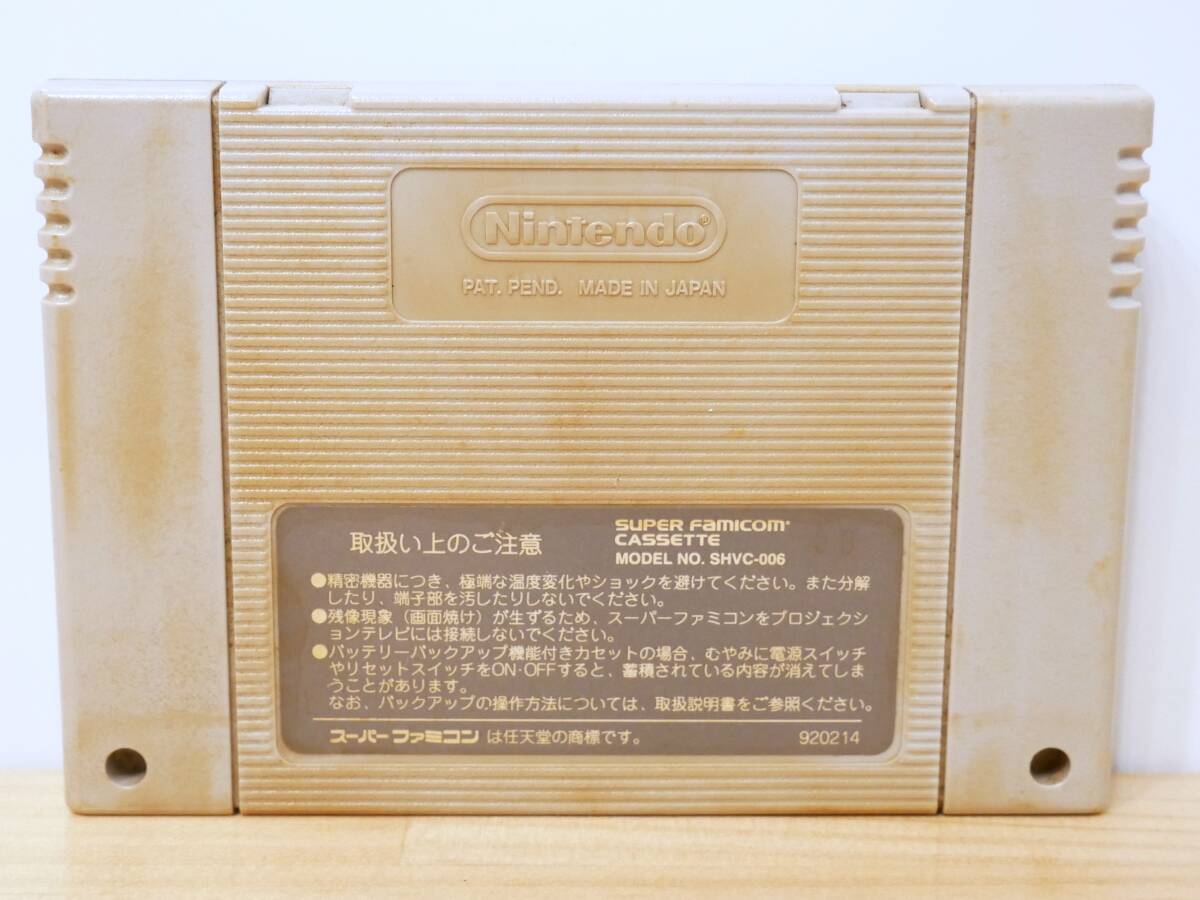 Nintendo®
PAT. PEND. MADE IN JAPAN
取扱い上のご注意
SUPER FAMICOM
CASSETTE
MODEL NO. SHVC-006
●精密機器につき、極端な温度変化やショックを避けてください。また分解
したり、端子部を汚したりしないでください。
●残像現象（画面焼け）が生ずるため、スーパーファミコンをプロジェクシ
ョンテレビには接続しないでください。
●バッテリーバックアップ機能付きカセットの場合、むやみに電源スイッチ
やリセットスイッチをON·OFFすると、蓄積されている内容が消えてしま
うことがあります。
なお、バックアップの操作方法については、取扱説明書をご参照ください。
スーパーファミコン は任天堂の商標です。 920214